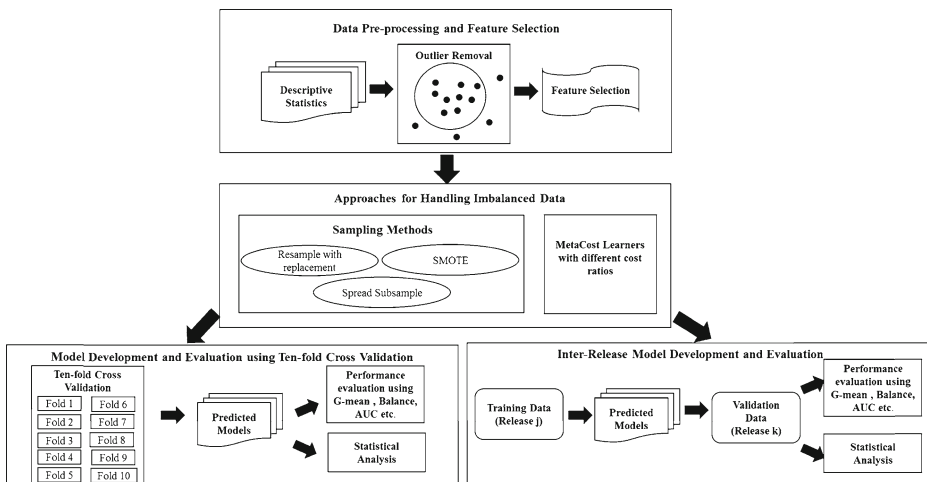 Data Pre-processing and Feature Selection
Descriptive
Statistics
Outlier Removal
Feature Selection
Approaches for Handling Imbalanced Data
Sampling Methods
Resample with
replacement
SMOTE
Spread Subsample
MetaCost Learners
with different cost
ratios
Model Development and Evaluation using Ten-fold Cross Validation
Ten-fold Cross
Validation
Fold 1
Fold 6
Fold 2
Fold 7
Fold 3
Fold 8
Fold 4
Fold 9
Fold 5
Fold 10
Predicted
Models
Performance
evaluation using
G-mean , Balance,
AUC etc.
Statistical
Analysis
Inter-Release Model Development and Evaluation
Training Data
(Release j)
Predicted
Models
Validation
Data
(Release k)
Performance
evaluation using
G-mean , Balance,
AUC etc.
Statistical
Analysis